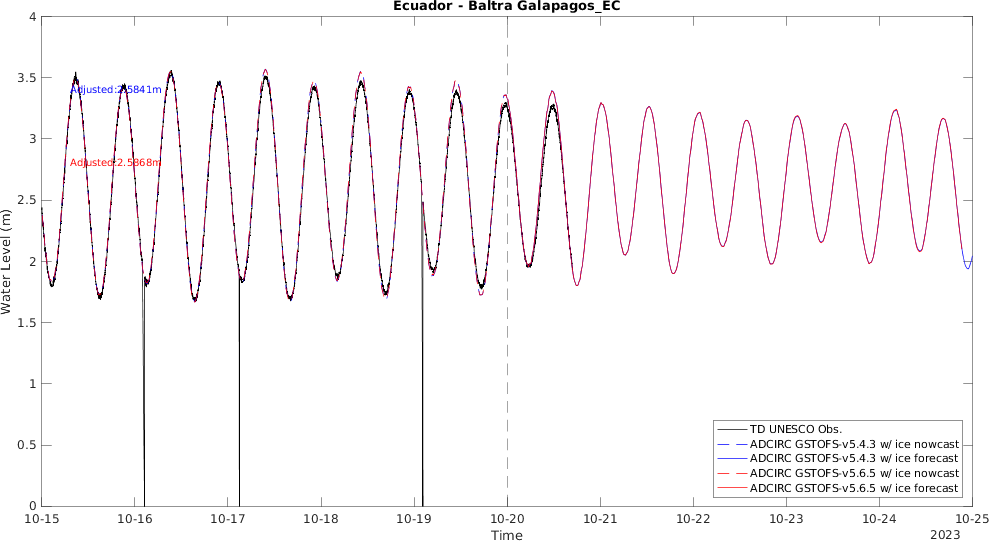 Ecuador - Baltra Galapagos_EC
Water Level (m)
4
3.5
3
2.5
2
1.5
1
0.5
0
Adjusted:2.5841m
Adjusted:2.5868m
TD UNESCO Obs.
ADCIRC GSTOFS-v5.4.3 w/ ice nowcast
ADCIRC GSTOFS-v5.4.3 w/ ice forecast
ADCIRC GSTOFS-v5.6.5 w/ ice nowcast
ADCIRC GSTOFS-v5.6.5 w/ ice forecast
10-15 10-16 10-17 10-18 10-19 10-20 10-21 10-22 10-23 10-24 10-25
Time
2023